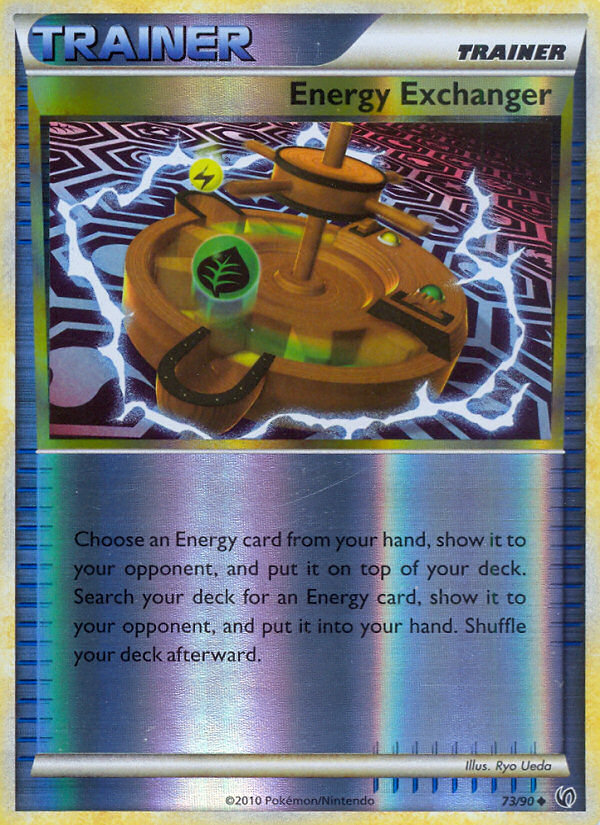 TRAINER
TRAINER
Energy Exchanger
Choose an Energy card from your hand, show it to
your opponent, and put it on top of your deck.
Search your deck for an Energy card, show it to
your opponent, and put it into your hand. Shuffle
your deck afterward.
Illus. Ryo Ueda
©2010 Pokémon/Nintendo
73/90